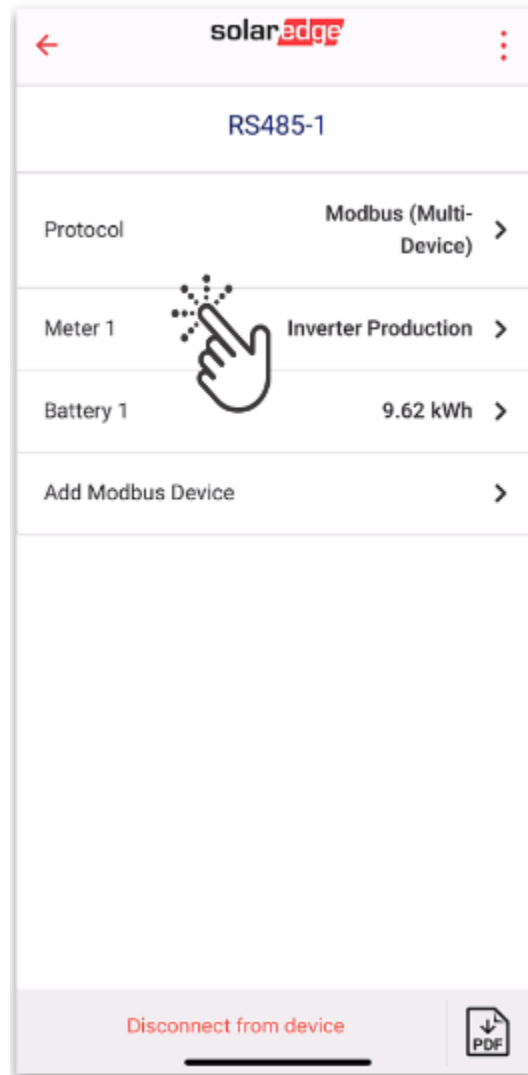 solaredge
RS485-1
Protocol
Modbus (Multi-
Device)
Meter 1 Inverter Production
Battery 1 9.62 kWh
Add Modbus Device
Disconnect from device
PDF